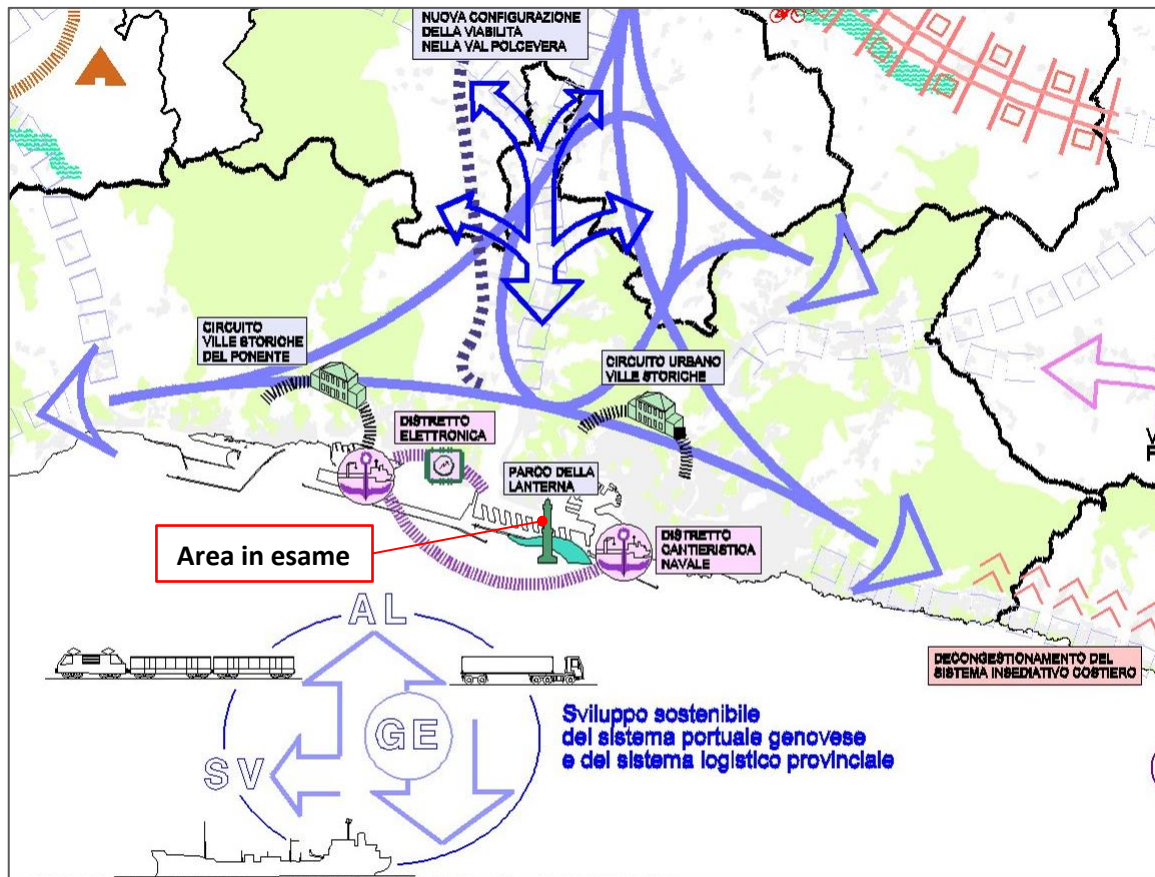 NUOVA CONFIGURAZIONE
DELLA VIABILITA
NELLA VAL POLCEVERA
CIRCUITO
VILLE STORICHE
DEL PONENTE
CIRCUITO URBANO
VILLE STORICHE
DISTRETTO
ELETTRONICA
PARCO DELLA
LANTERNA
Area in esame
DISTRETTO
CANTIERISTICA
NAVALE
DECONGESTIONAMENTO DEL
SISTEMA INSEDIATIVO COSTIERO
AL
GE
SV
Sviluppo sostenibile
del sistema portuale genovese
e del sistema logistico provinciale